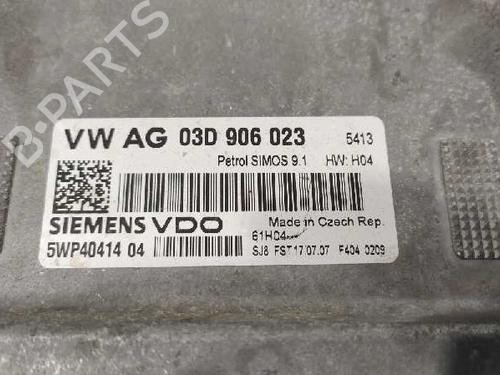 B-PARTS
VW AG 03D 906 023 5413
Petrol SIMOS 9.1 HW: H04
SIEMENS VDO Made in Czech Rep.
61H04
5WP40414 04 SJ8 FST17.07.07 F404 0209